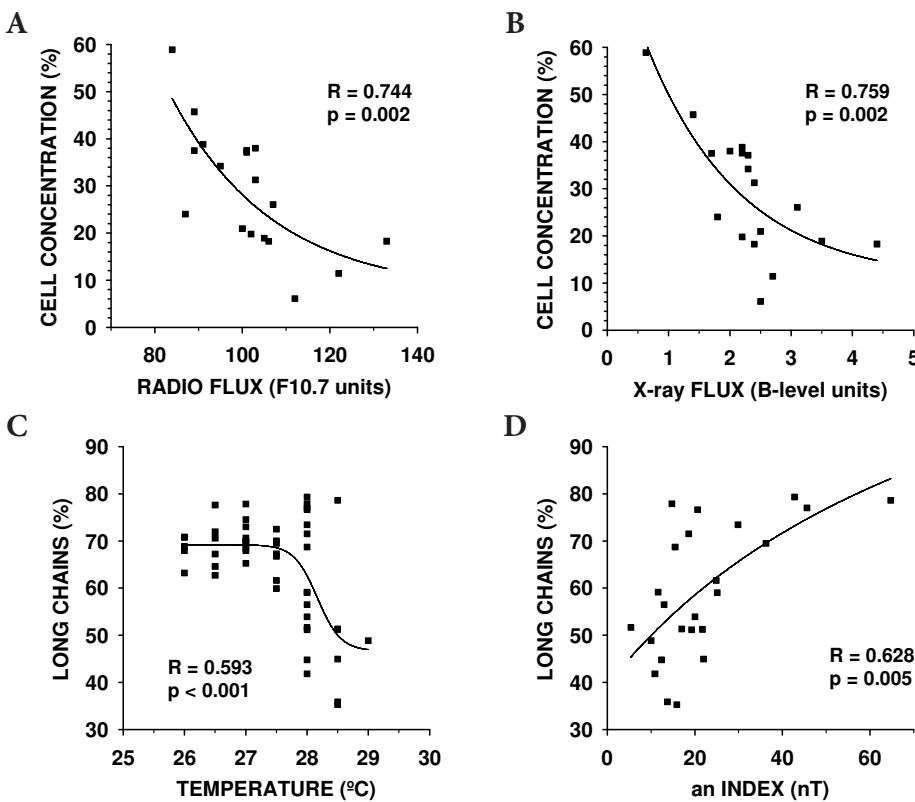 A
CELL CONCENTRATION (%)
60
50
40
30
20
10
0
R = 0.744
p = 0.002
80 100 120 140
RADIO FLUX (F10.7 units)
B
CELL CONCENTRATION (%)
60
50
40
30
20
10
0
R = 0.759
p = 0.002
0 1 2 3 4 5
X-ray FLUX (B-level units)
C
LONG CHAINS (%)
90
80
70
60
50
40
30
R = 0.593
p < 0.001
25 26 27 28 29 30
TEMPERATURE (ºC)
D
LONG CHAINS (%)
90
80
70
60
50
40
30
R = 0.628
p = 0.005
0 20 40 60
an INDEX (nT)